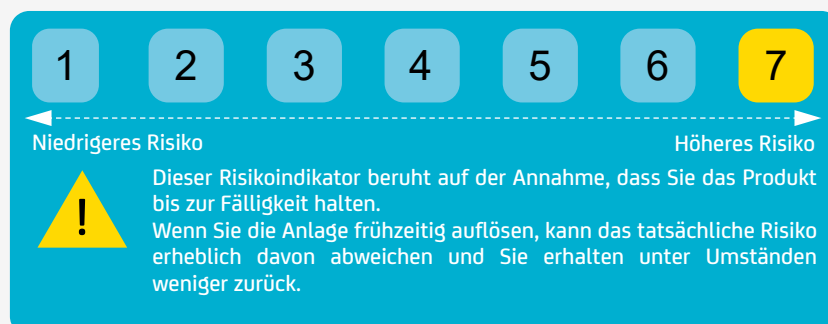 1 2 3 4 5 6 7
Niedrigeres Risiko Höheres Risiko
! Dieser Risikoindikator beruht auf der Annahme, dass Sie das Produkt
bis zur Fälligkeit halten.
Wenn Sie die Anlage frühzeitig auflösen, kann das tatsächliche Risiko
erheblich davon abweichen und Sie erhalten unter Umständen
weniger zurück.